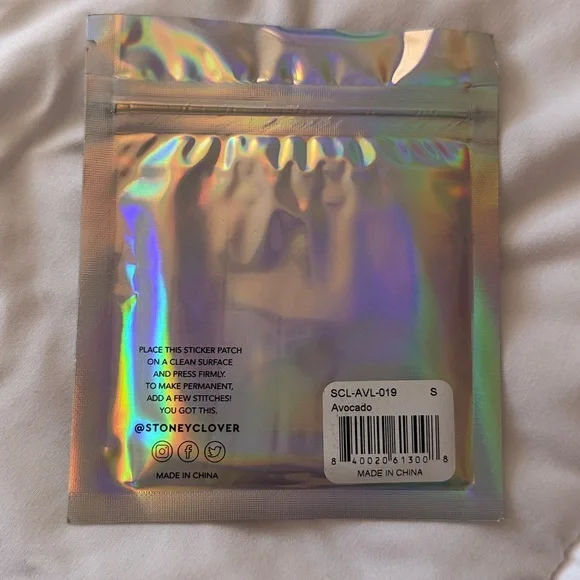 PLACE THIS STICKER PATCH
ON A CLEAN SURFACE
AND PRESS FIRMLY.
TO MAKE PERMANENT,
ADD A FEW STITCHES!
YOU GOT THIS.
@STONEYCLOVER
MADE IN CHINA
SCL-AVL-019 S
Avocado
8 40020 61300 8
MADE IN CHINA